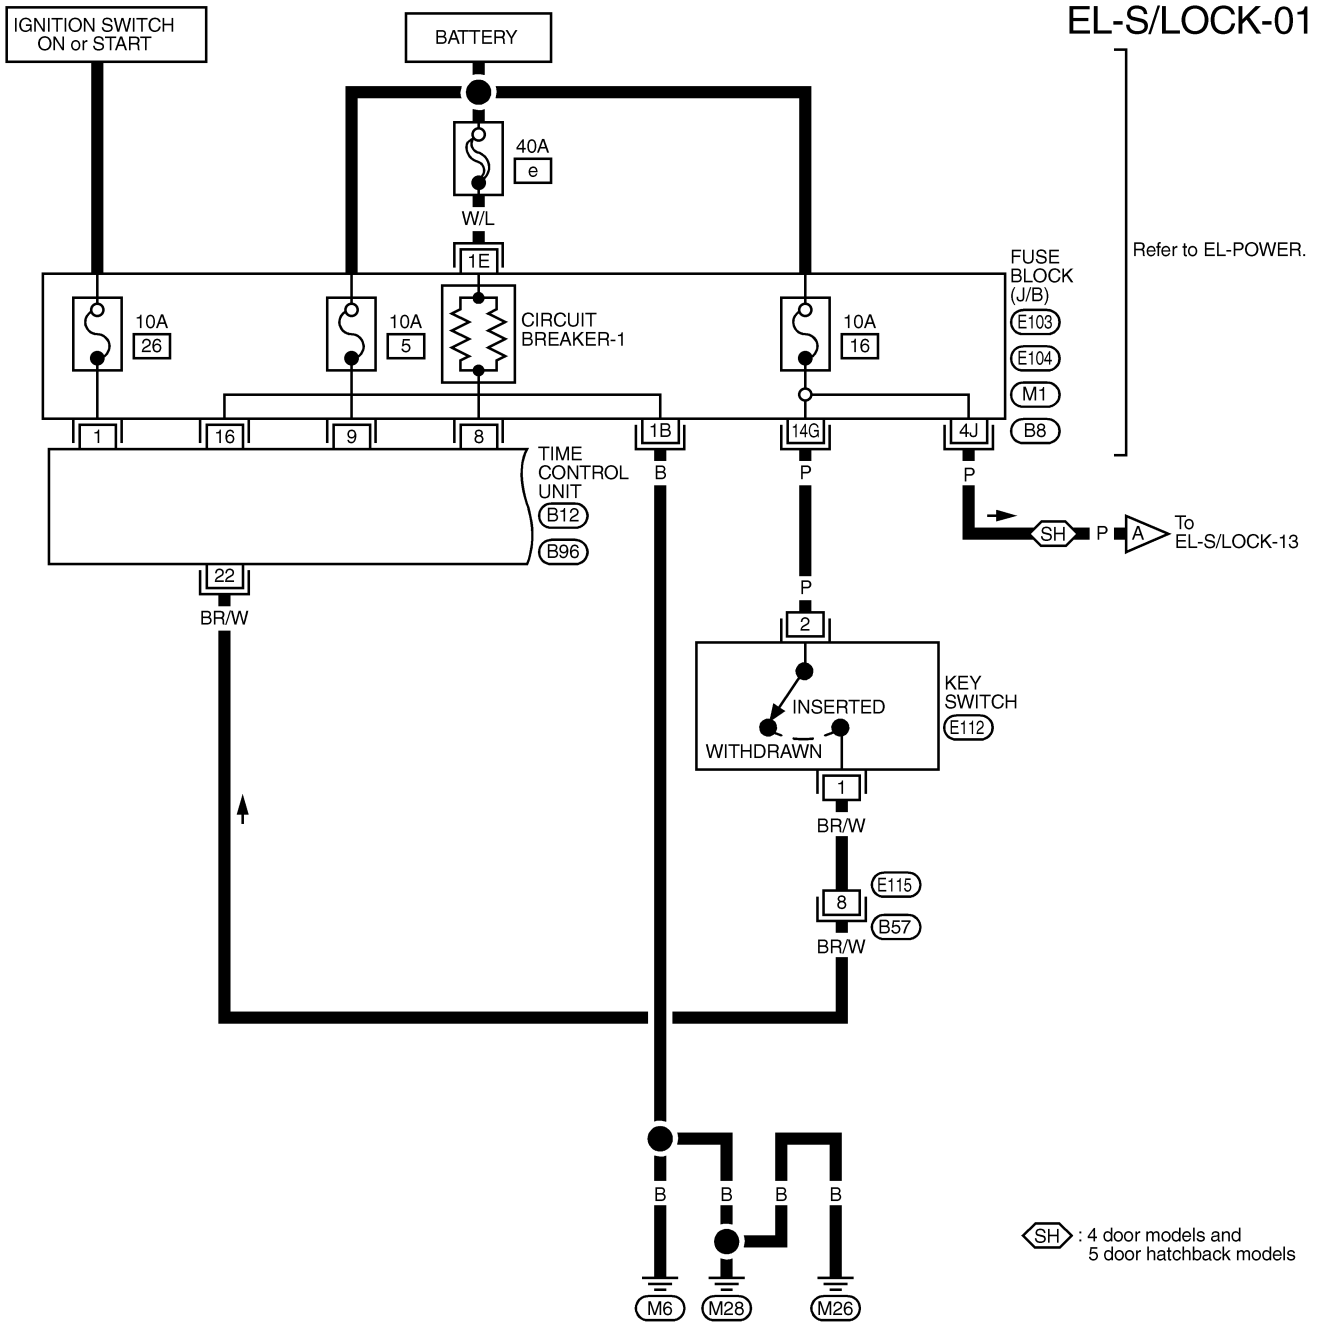 EL-S/LOCK-01
IGNITION SWITCH
ON or START
BATTERY
40A
e
W/L
1E
Refer to EL-POWER.
FUSE
BLOCK
(J/B)
E103
E104
M1
B8
10A
26
10A
5
CIRCUIT
BREAKER-1
10A
16
1
16
9
8
1B
14G
4J
TIME
CONTROL
UNIT
B12
B96
B
P
P
SH
P
A
To
EL-S/LOCK-13
22
BR/W
P
2
KEY
SWITCH
E112
INSERTED
WITHDRAWN
1
BR/W
E115
8
B57
BR/W
B
B
B
B
M6
M28
M26
SH : 4 door models and
5 door hatchback models